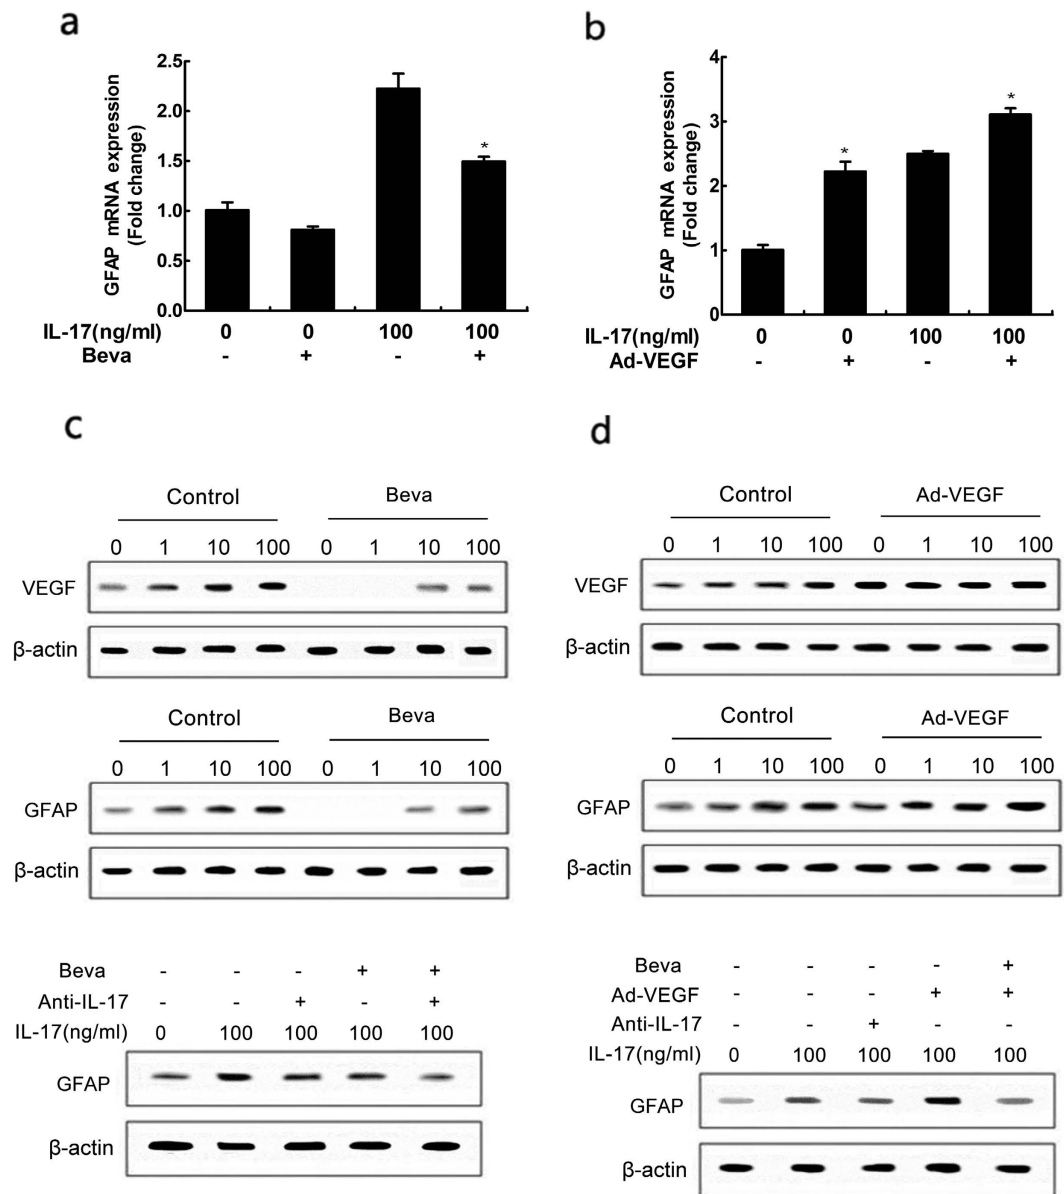 a
GFAP mRNA expression
(Fold change)
2.5
2.0
1.5
1.0
0.5
0.0
*
IL-17(ng/ml) 0 0 100 100
Beva - + - +
b
GFAP mRNA expression
(Fold change)
4
3
2
1
0
* *
IL-17(ng/ml) 0 0 100 100
Ad-VEGF - + - +
c
Control Beva
0 1 10 100 0 1 10 100
VEGF
β-actin
Control Beva
0 1 10 100 0 1 10 100
GFAP
β-actin
Beva - - - + +
Anti-IL-17 - - + - +
IL-17(ng/ml) 0 100 100 100 100
GFAP
β-actin
d
Control Ad-VEGF
0 1 10 100 0 1 10 100
VEGF
β-actin
Control Ad-VEGF
0 1 10 100 0 1 10 100
GFAP
β-actin
Beva - - - - +
Ad-VEGF - - - + +
Anti-IL-17 - - + - -
IL-17(ng/ml) 0 100 100 100 100
GFAP
β-actin